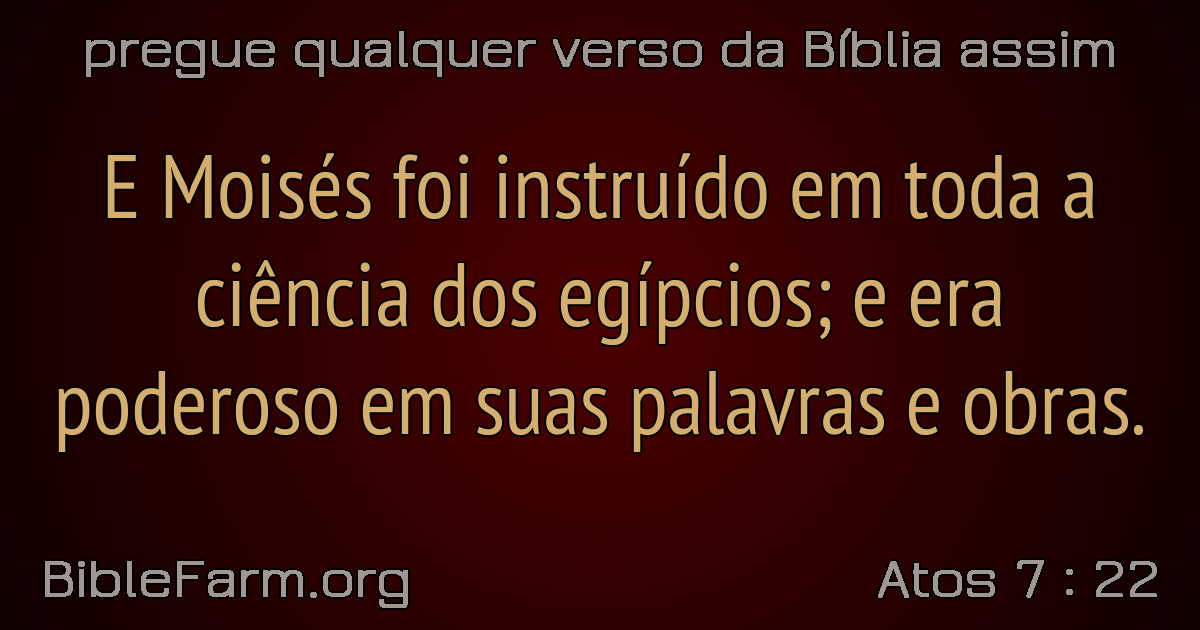 pregue qualquer verso da Bíblia assim
E Moisés foi instruído em toda a
ciência dos egípcios; e era
poderoso em suas palavras e obras.
BibleFarm.org
Atos 7 : 22